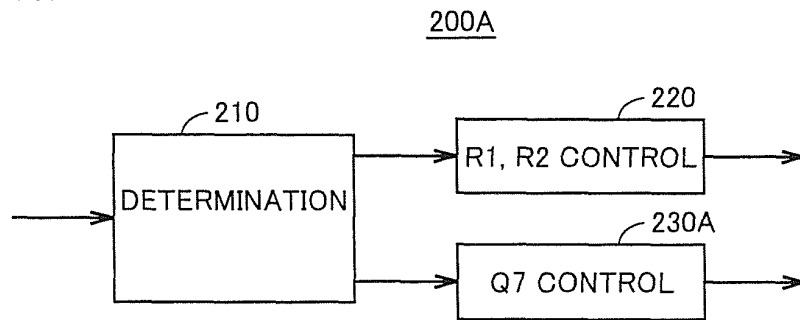 200A
210
DETERMINATION
220
R1, R2 CONTROL
230A
Q7 CONTROL